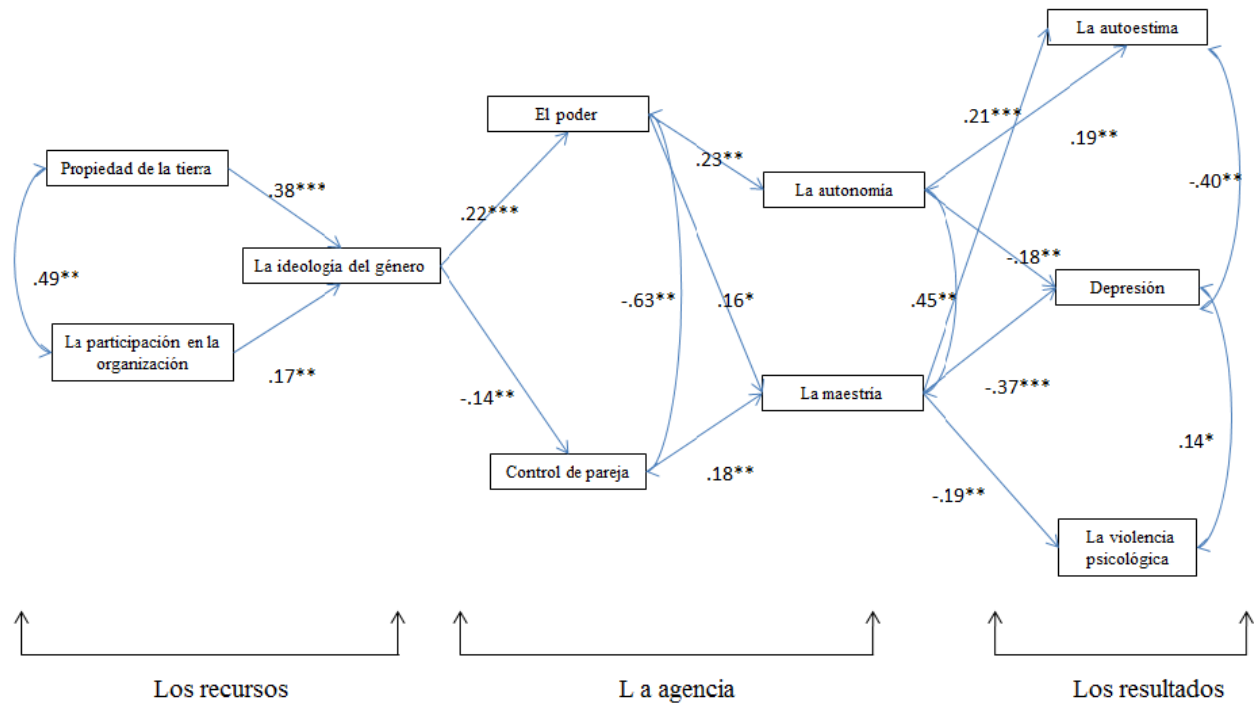 La autoestima
El poder
.21***
.19**
Propiedad de la tierra
.23**
.38***
La autonomía
-.40**
.22***
La ideología del género
-.18**
.49**
-.63**
.16*
.45**
Depresión
La participación en la
organización
.17**
-.14**
La maestria
-.37***
.14*
Control de pareja
.18**
-.19**
La violencia
psicológica
Los recursos
L a agencia
Los resultados